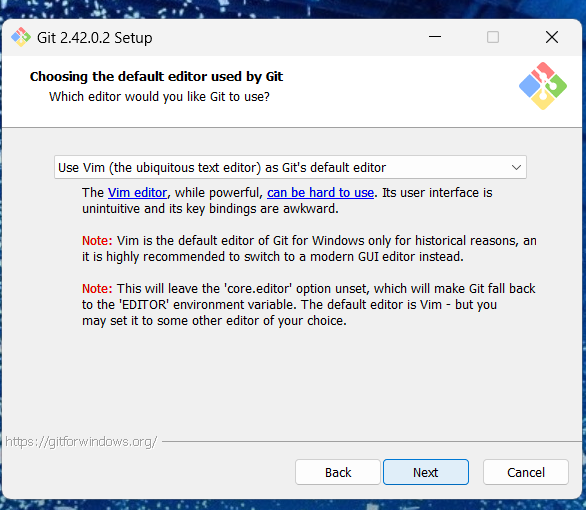 Git 2.42.0.2 Setup
Choosing the default editor used by Git
Which editor would you like Git to use?
Use Vim (the ubiquitous text editor) as Git's default editor
The Vim editor, while powerful, can be hard to use. Its user interface is
unintuitive and its key bindings are awkward.
Note: Vim is the default editor of Git for Windows only for historical reasons, an
it is highly recommended to switch to a modern GUI editor instead.
Note: This will leave the 'core.editor' option unset, which will make Git fall back
to the 'EDITOR' environment variable. The default editor is Vim - but you
may set it to some other editor of your choice.
https://gitforwindows.org/
Back
Next
Cancel